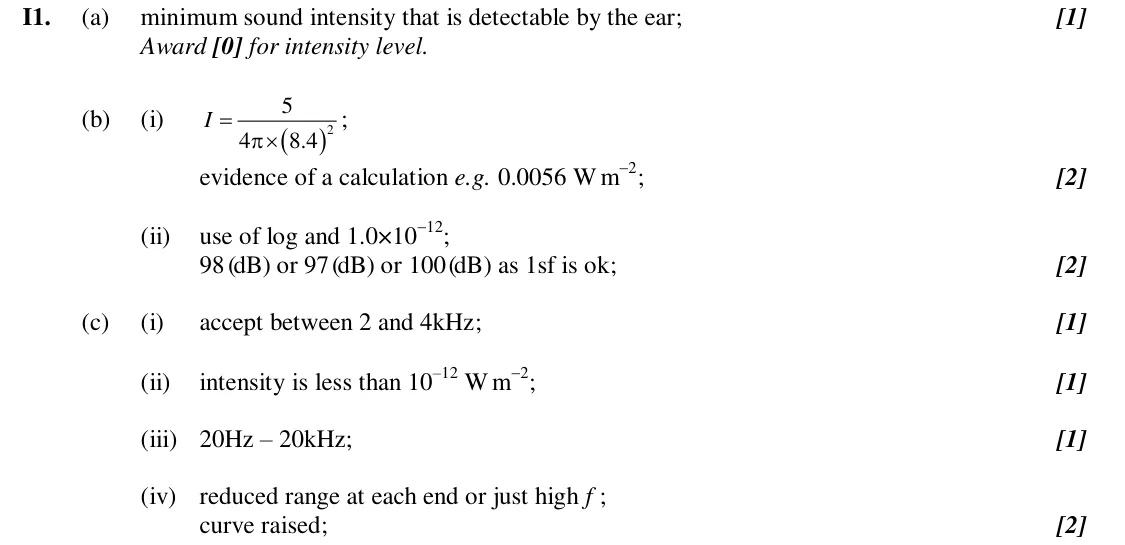 I1. (a) minimum sound intensity that is detectable by the ear; [1]
Award [0] for intensity level.
(b) (i) I = 5 / (4π×(8.4)²) ;
evidence of a calculation e.g. 0.0056 W m⁻²; [2]
(ii) use of log and 1.0×10⁻¹²;
98 (dB) or 97 (dB) or 100 (dB) as 1sf is ok; [2]
(c) (i) accept between 2 and 4kHz; [1]
(ii) intensity is less than 10⁻¹² W m⁻²; [1]
(iii) 20Hz – 20kHz; [1]
(iv) reduced range at each end or just high f ;
curve raised; [2]